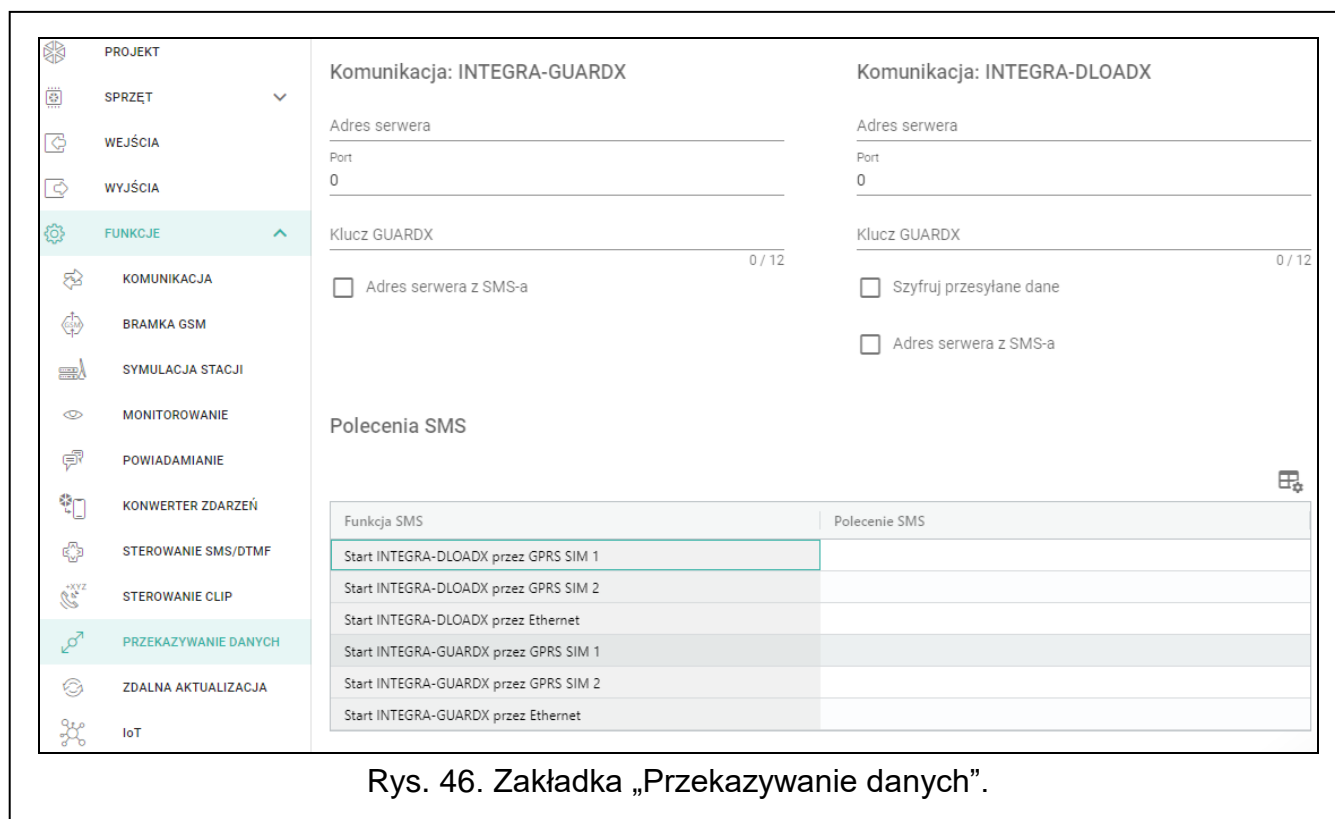 PROJEKT
SPRZĘT
WEJŚCIA
WYJŚCIA
FUNKCJE
KOMUNIKACJA
BRAMKA GSM
SYMULACJA STACJI
MONITOROWANIE
POWIADAMIANIE
KONWERTER ZDARZEŃ
STEROWANIE SMS/DTMF
STEROWANIE CLIP
PRZEKAZYWANIE DANYCH
ZDALNA AKTUALIZACJA
IoT
Komunikacja: INTEGRA-GUARDX
Adres serwera
Port
0
Klucz GUARDX
0 / 12
Adres serwera z SMS-a
Komunikacja: INTEGRA-DLOADX
Adres serwera
Port
0
Klucz GUARDX
0 / 12
Szyfruj przesyłane dane
Adres serwera z SMS-a
Polecenia SMS
Funkcja SMS Polecenie SMS
Start INTEGRA-DLOADX przez GPRS SIM 1
Start INTEGRA-DLOADX przez GPRS SIM 2
Start INTEGRA-DLOADX przez Ethernet
Start INTEGRA-GUARDX przez GPRS SIM 1
Start INTEGRA-GUARDX przez GPRS SIM 2
Start INTEGRA-GUARDX przez Ethernet
Rys. 46. Zakładka „Przekazywanie danych”.